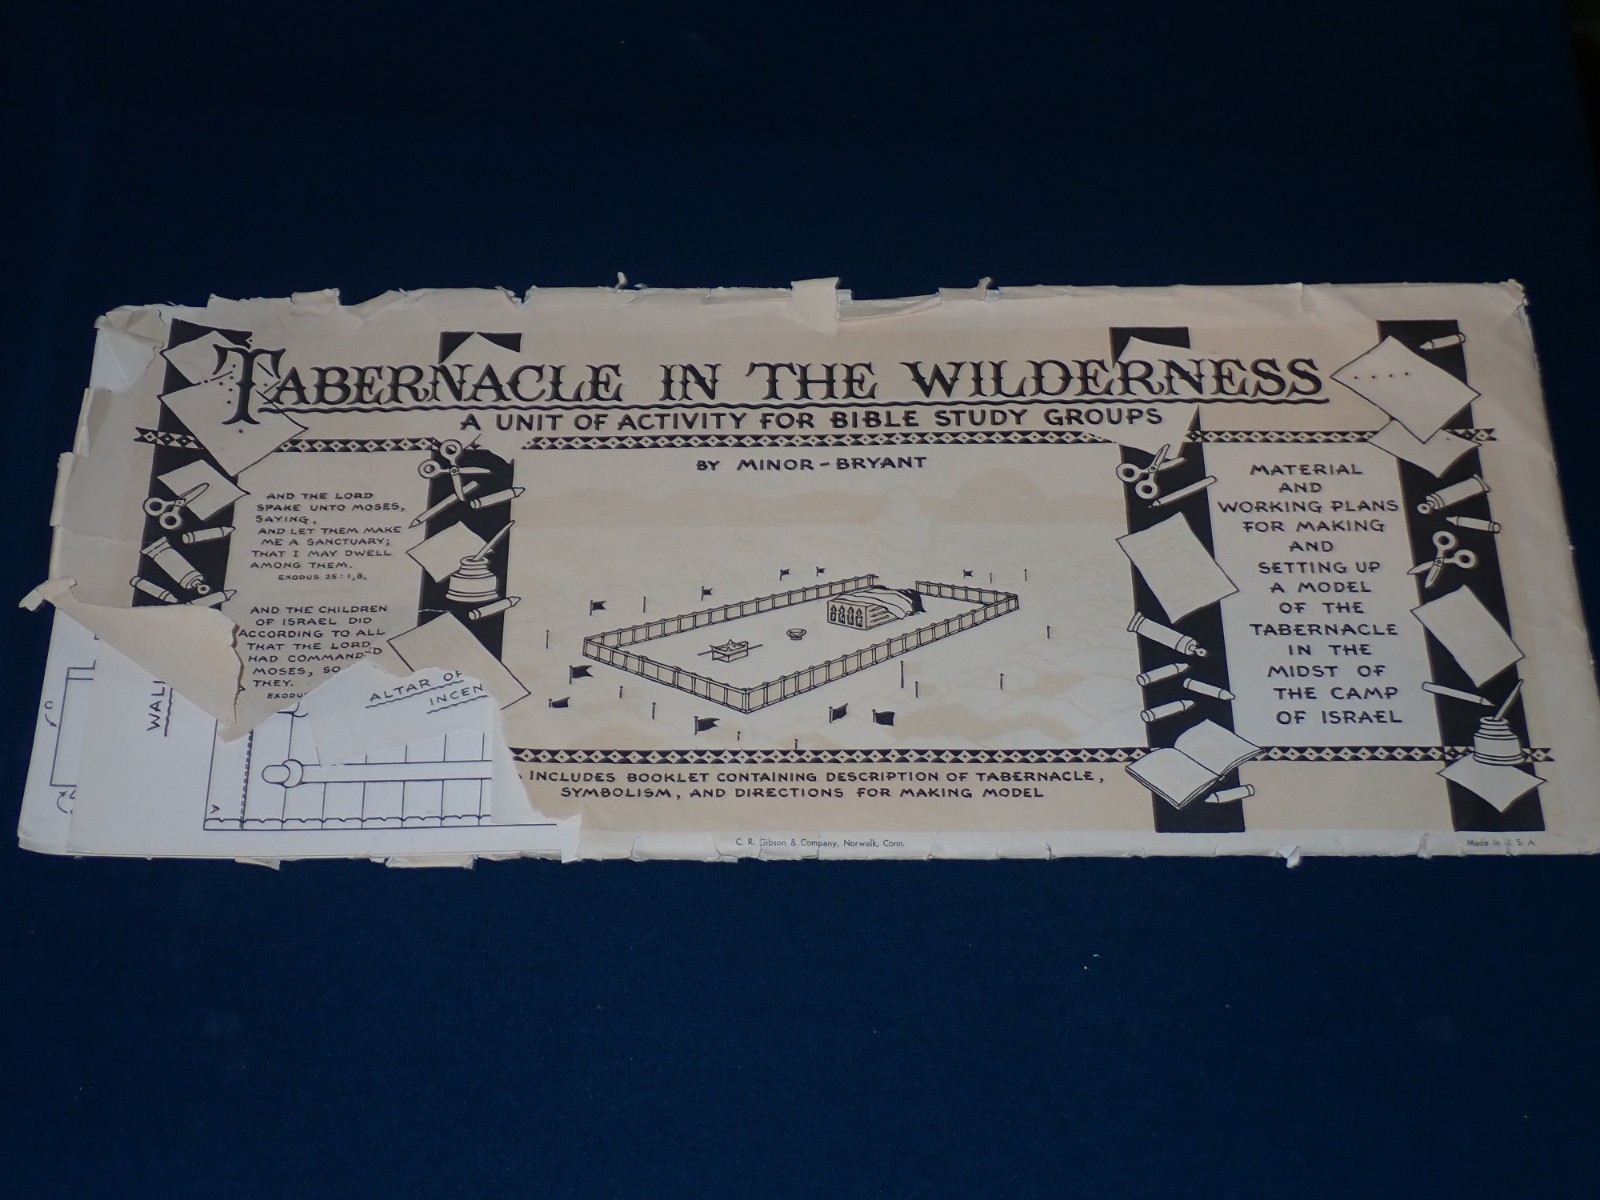 TABERNACLE IN THE WILDERNESS
A UNIT OF ACTIVITY FOR BIBLE STUDY GROUPS
BY MINOR-BRYANT
AND THE LORD
SPAKE UNTO MOSES,
SAYING,
AND LET THEM MAKE
ME A SANCTUARY;
THAT I MAY DWELL
AMONG THEM.
EXODUS 25:1,8.
AND THE CHILDREN
OF ISRAEL DID
ACCORDING TO ALL
THAT THE LORD
HAD COMMANDED
MOSES, SO
THEY.
MATERIAL
AND
WORKING PLANS
FOR MAKING
AND
SETTING UP
A MODEL
OF THE
TABERNACLE
IN THE
MIDST OF
THE CAMP
OF ISRAEL
ALTAR OF
INCEN
WALL
A
INCLUDES BOOKLET CONTAINING DESCRIPTION OF TABERNACLE,
SYMBOLISM, AND DIRECTIONS FOR MAKING MODEL
C. R. Gibson & Company, Norwalk, Conn.
Made in U. S. A.